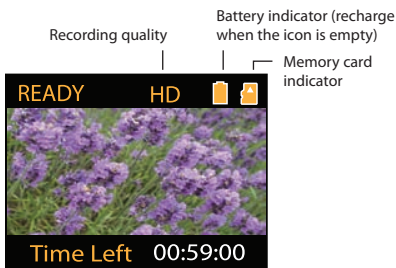 Battery indicator (recharge
when the icon is empty)
Recording quality
Memory card
indicator
READY HD
Time Left 00:59:00